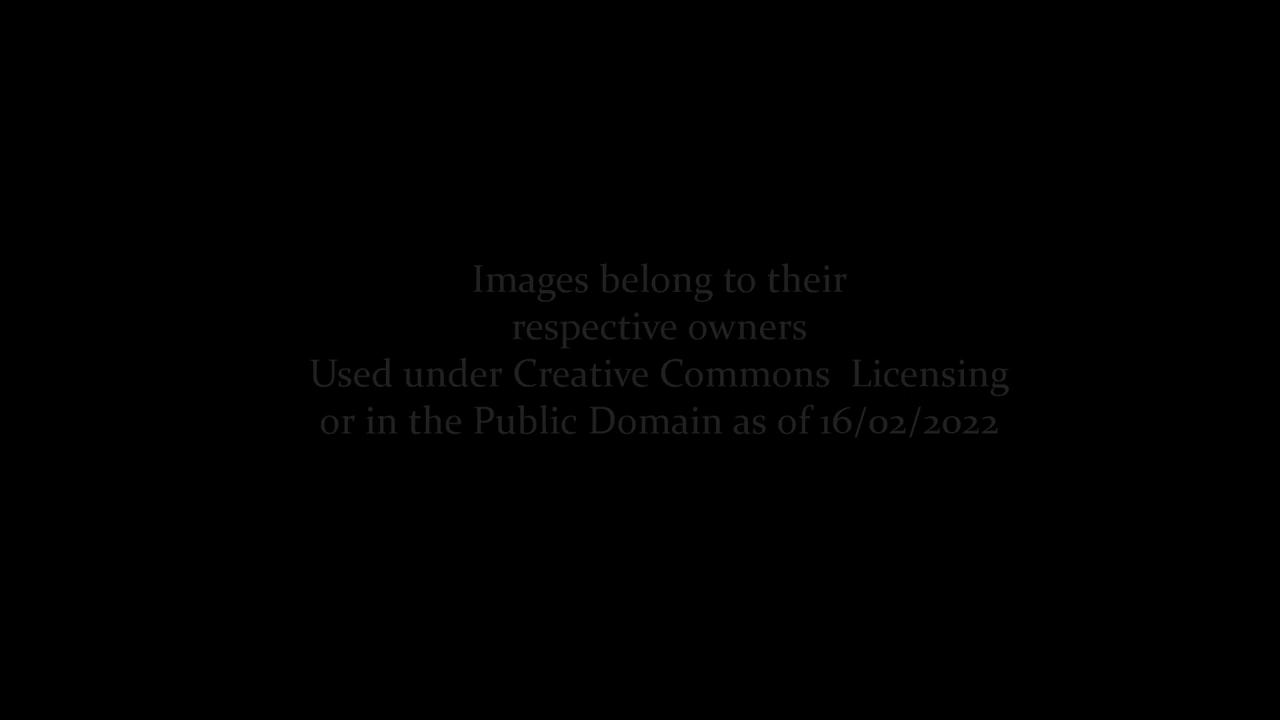 Images belong to their
respective owners
Used under Creative Commons  Licensing
or in the Public Domain as of 16/02/2022